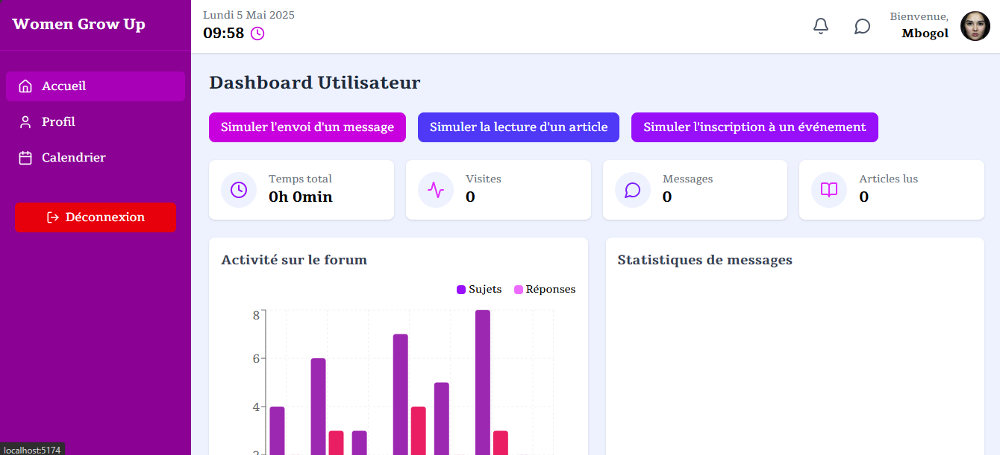 Women Grow Up
Accueil
Profil
Calendrier
Déconnexion
Lundi 5 Mai 2025
09:58
Bienvenue,
Mbogol
Dashboard Utilisateur
Simuler l'envoi d'un message
Simuler la lecture d'un article
Simuler l'inscription à un événement
Temps total
0h 0min
Visites
0
Messages
0
Articles lus
0
Activité sur le forum
Sujets
Réponses
8
6
4
2
Statistiques de messages
localhost:5174